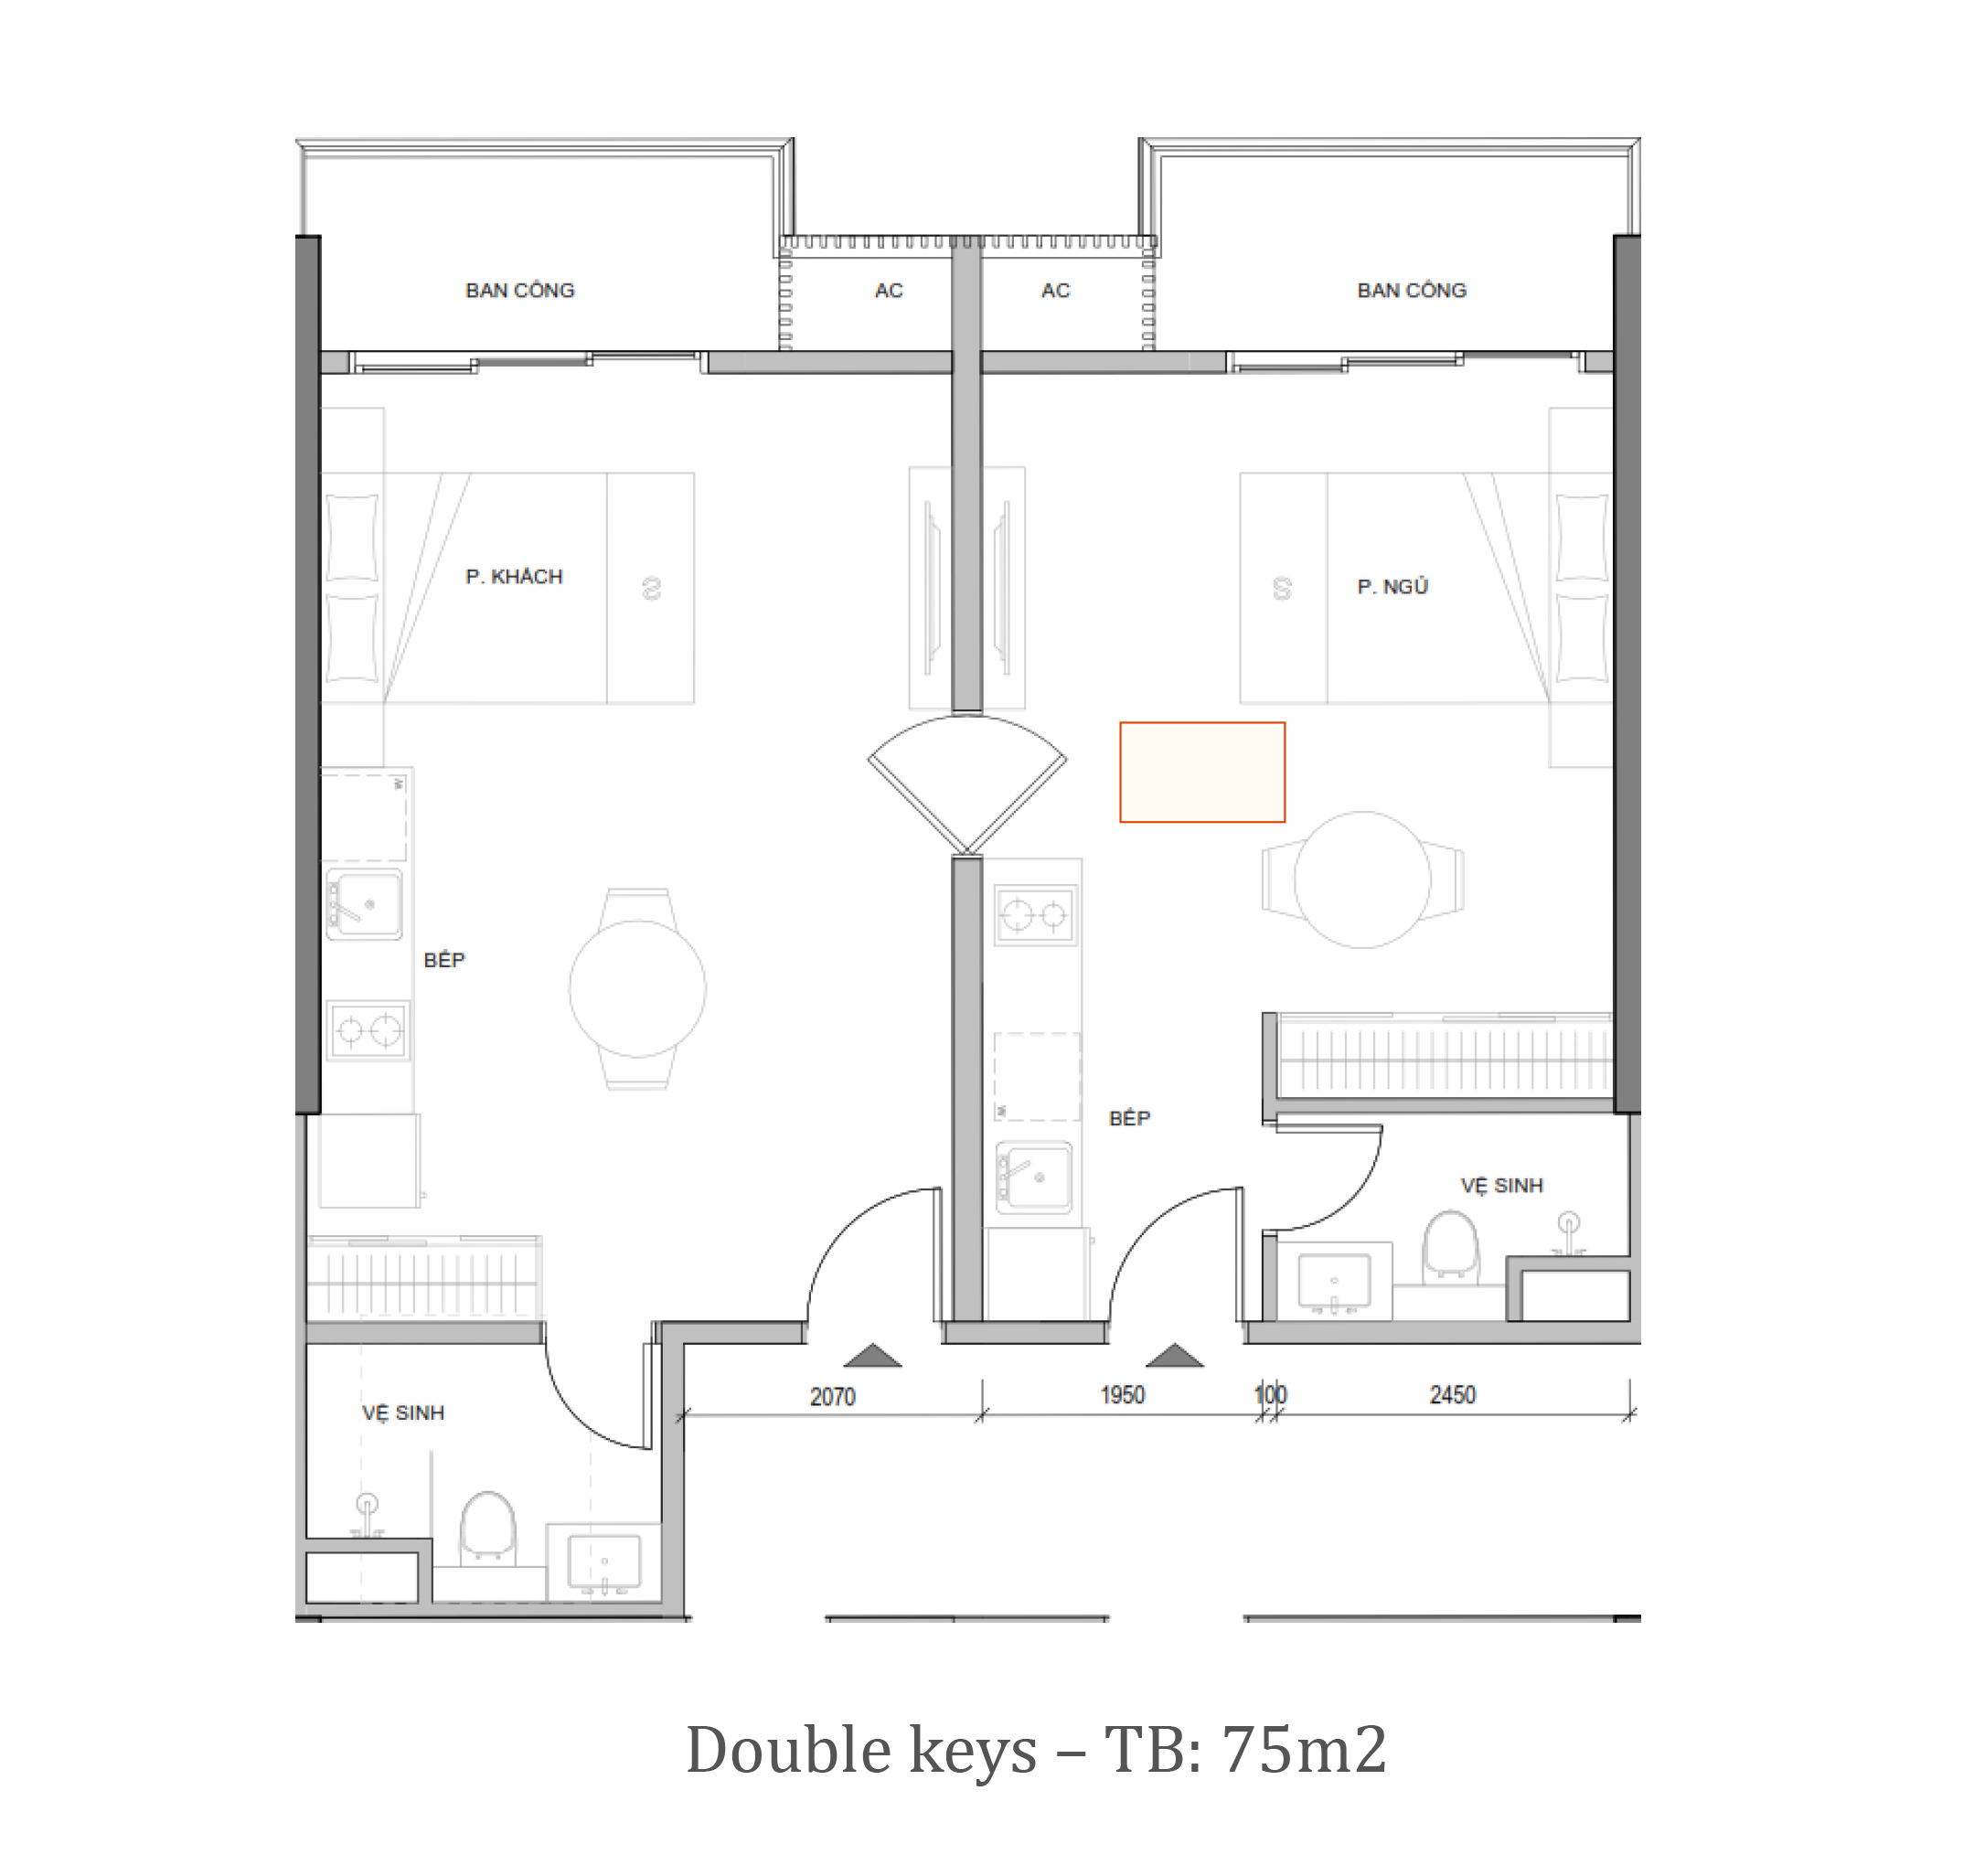 BAN CÔNG
AC
AC
BAN CÔNG
P. KHÁCH
S
P. NGỦ
S
W
BẾP
BẾP
W
VỆ SINH
2070
1950
100
2450
VỆ SINH
Double keys – TB: 75m2